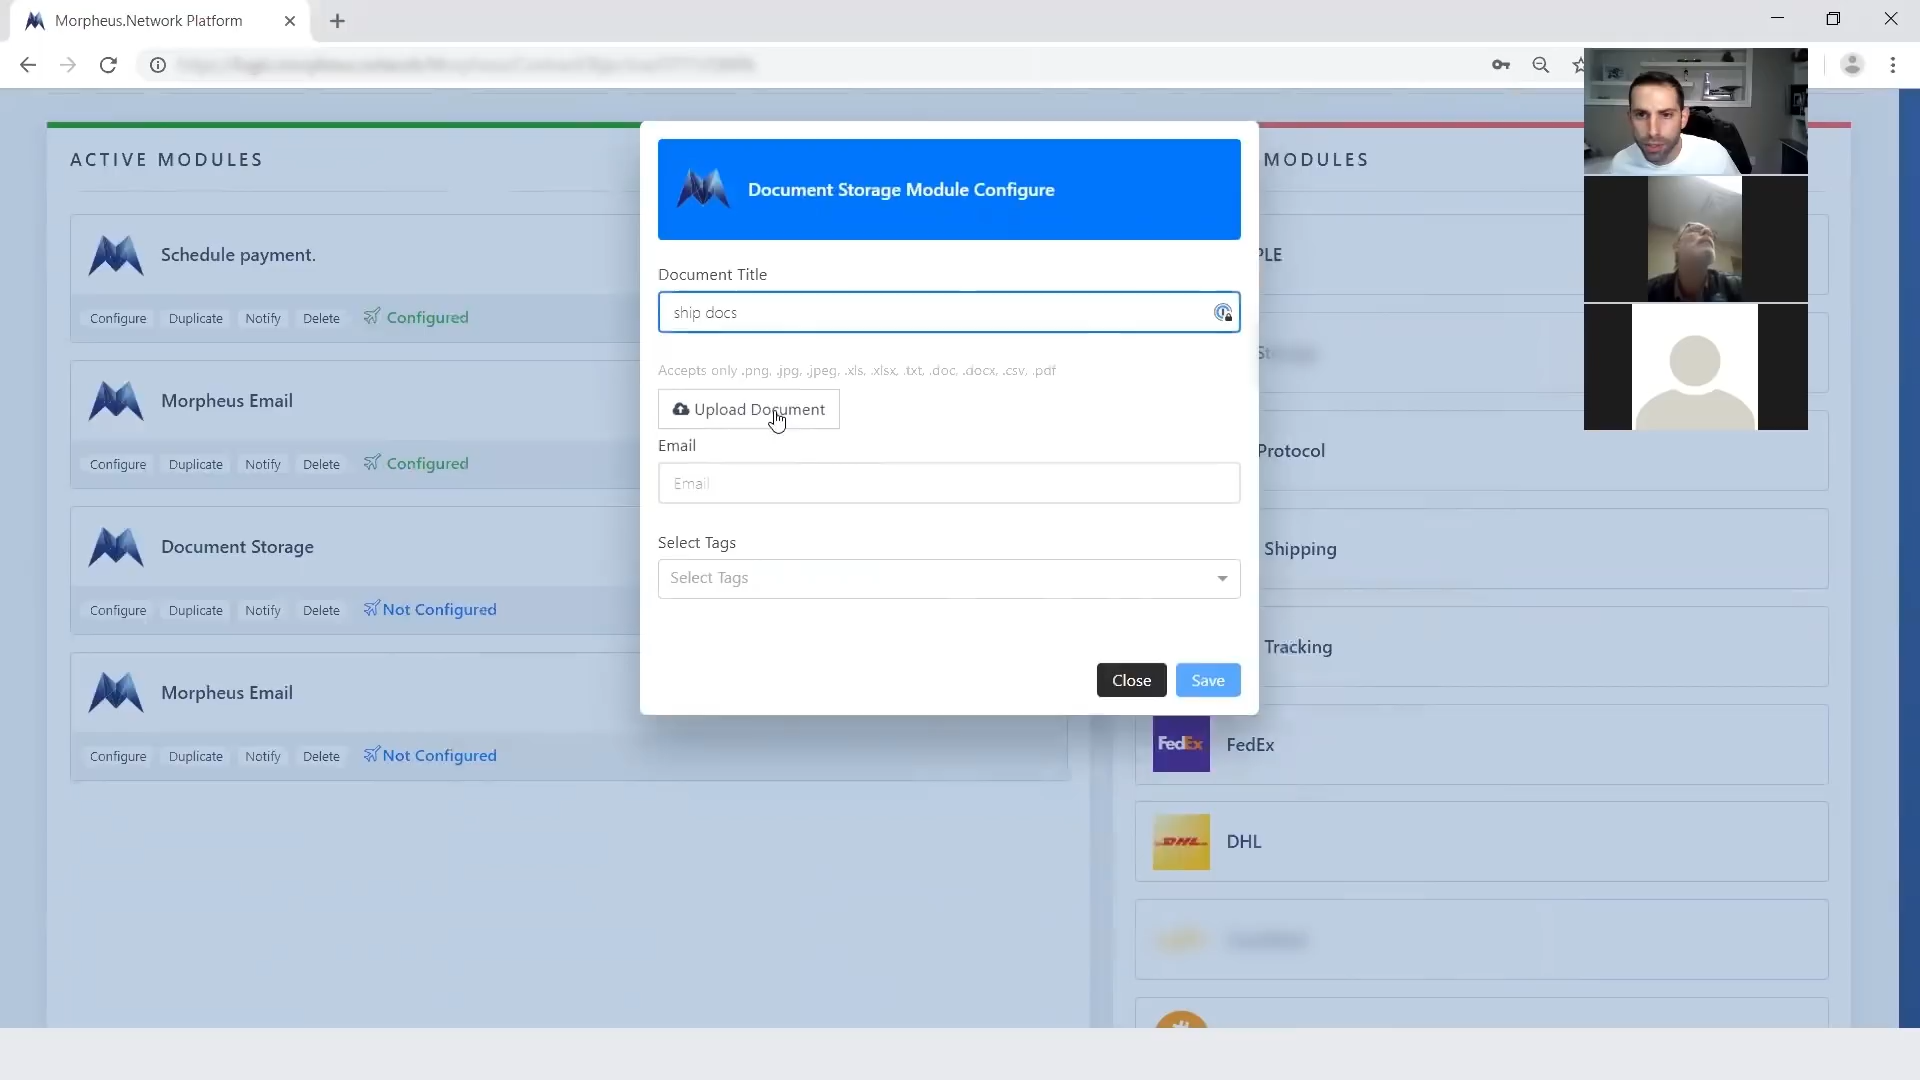 Morpheus.Network Platform
ACTIVE MODULES
MODULES
Schedule payment.
Configure Duplicate Notify Delete Configured
Morpheus Email
Configure Duplicate Notify Delete Configured
Document Storage
Configure Duplicate Notify Delete Not Configured
Morpheus Email
Configure Duplicate Notify Delete Not Configured
Document Storage Module Configure
Document Title
ship docs
Accepts only .png, .jpg, .jpeg, .xls, .xlsx, .txt, .doc, .docx, .csv, .pdf
Upload Document
Email
Email
Select Tags
Select Tags
Close Save
PLE
Protocol
Shipping
Tracking
FedEx FedEx
DHL DHL